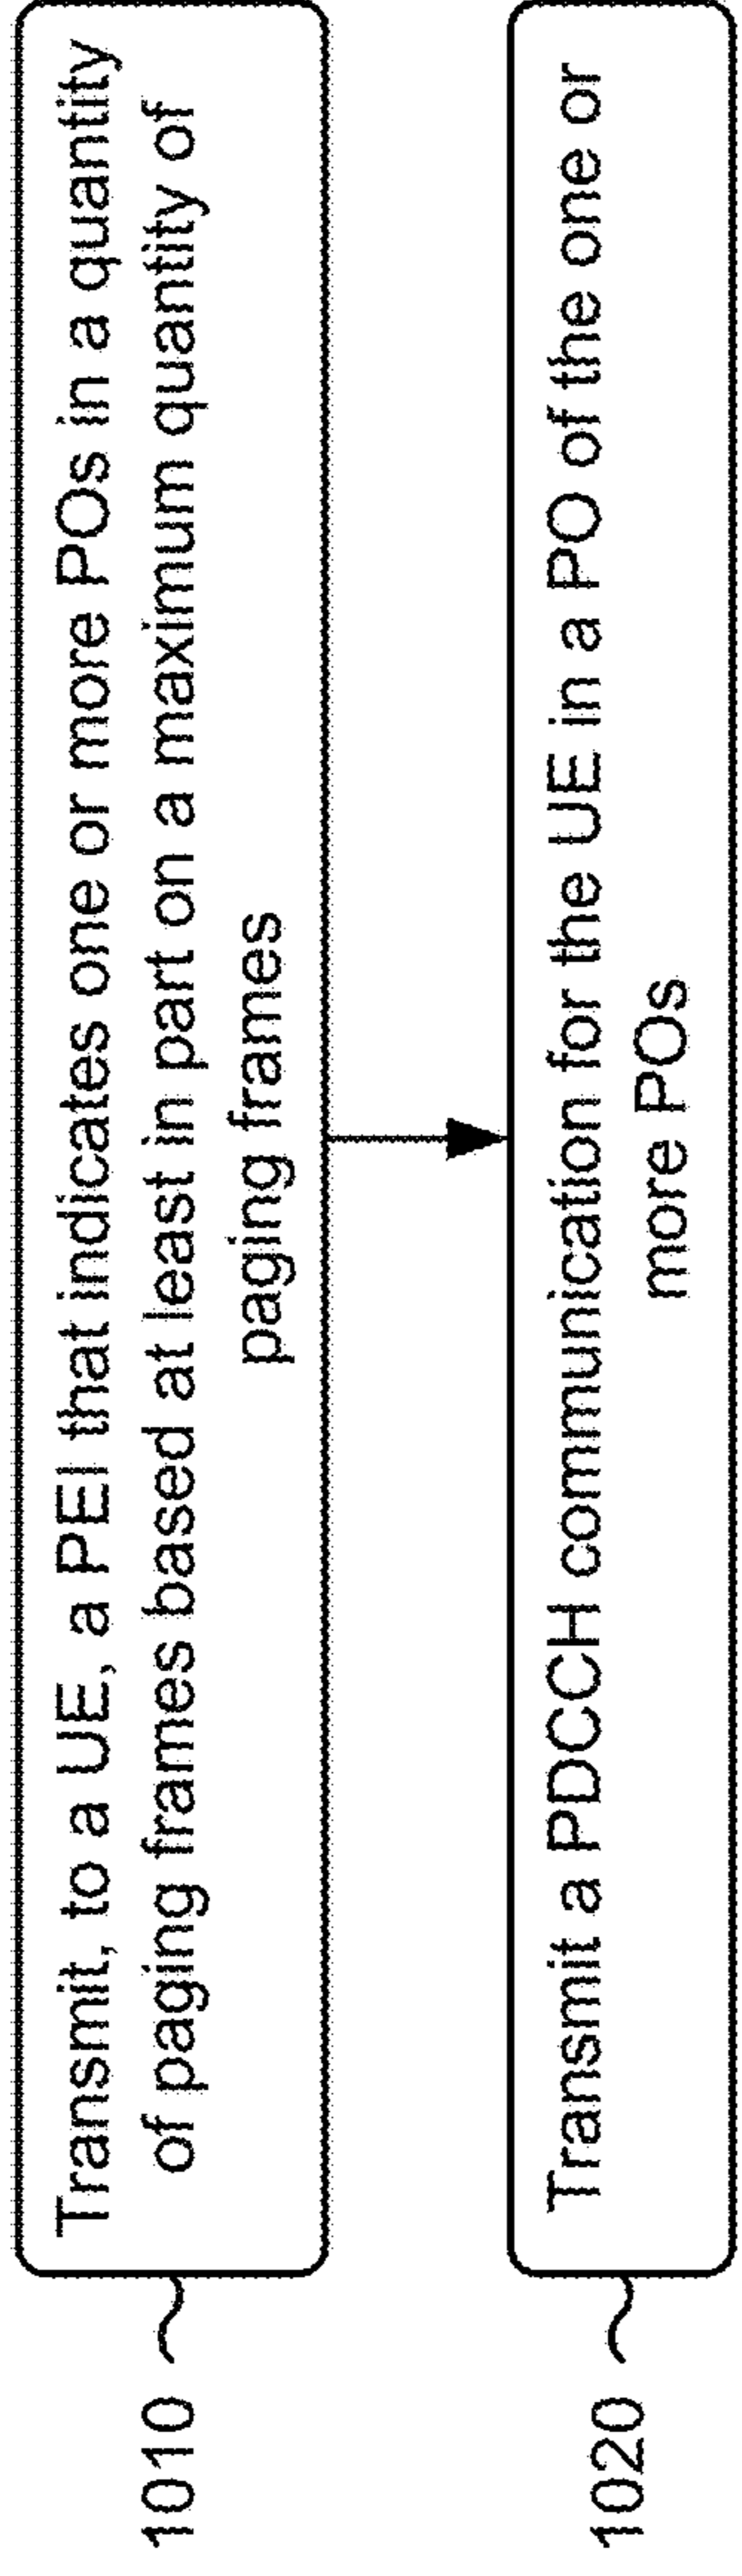 1010
Transmit, to a UE, a PEI that indicates one or more POs in a quantity
of paging frames based at least in part on a maximum quantity of
paging frames
1020
Transmit a PDCCH communication for the UE in a PO of the one or
more POs